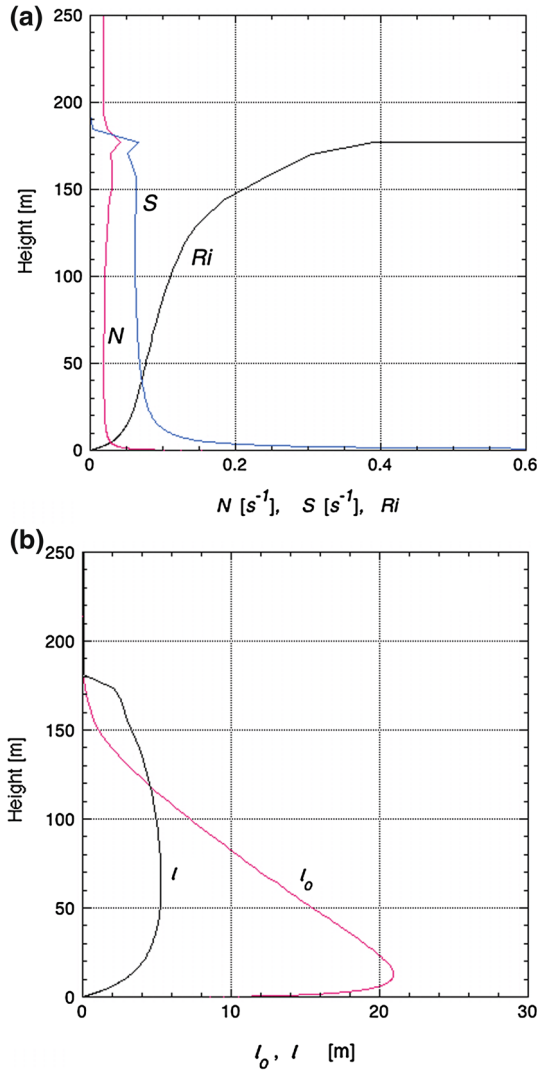 (a)
250
200
150
100
50
0
Height [m]
S
Ri
N
0 0.2 0.4 0.6
N [s⁻¹], S [s⁻¹], Ri
(b)
250
200
150
100
50
0
Height [m]
l
lₒ
0 10 20 30
lₒ , l [m]